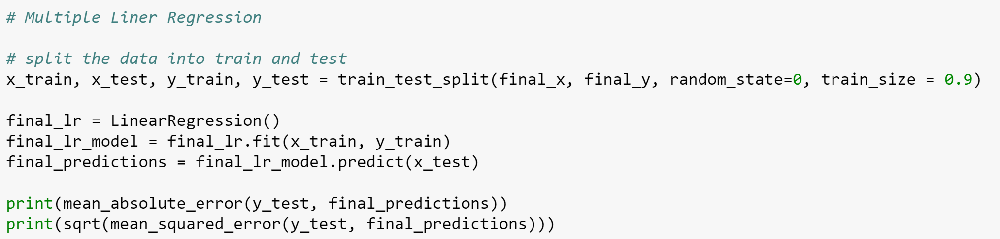 # Multiple Liner Regression
# split the data into train and test
x_train, x_test, y_train, y_test = train_test_split(final_x, final_y, random_state=0, train_size = 0.9)
final_lr = LinearRegression()
final_lr_model = final_lr.fit(x_train, y_train)
final_predictions = final_lr_model.predict(x_test)
print(mean_absolute_error(y_test, final_predictions))
print(sqrt(mean_squared_error(y_test, final_predictions)))